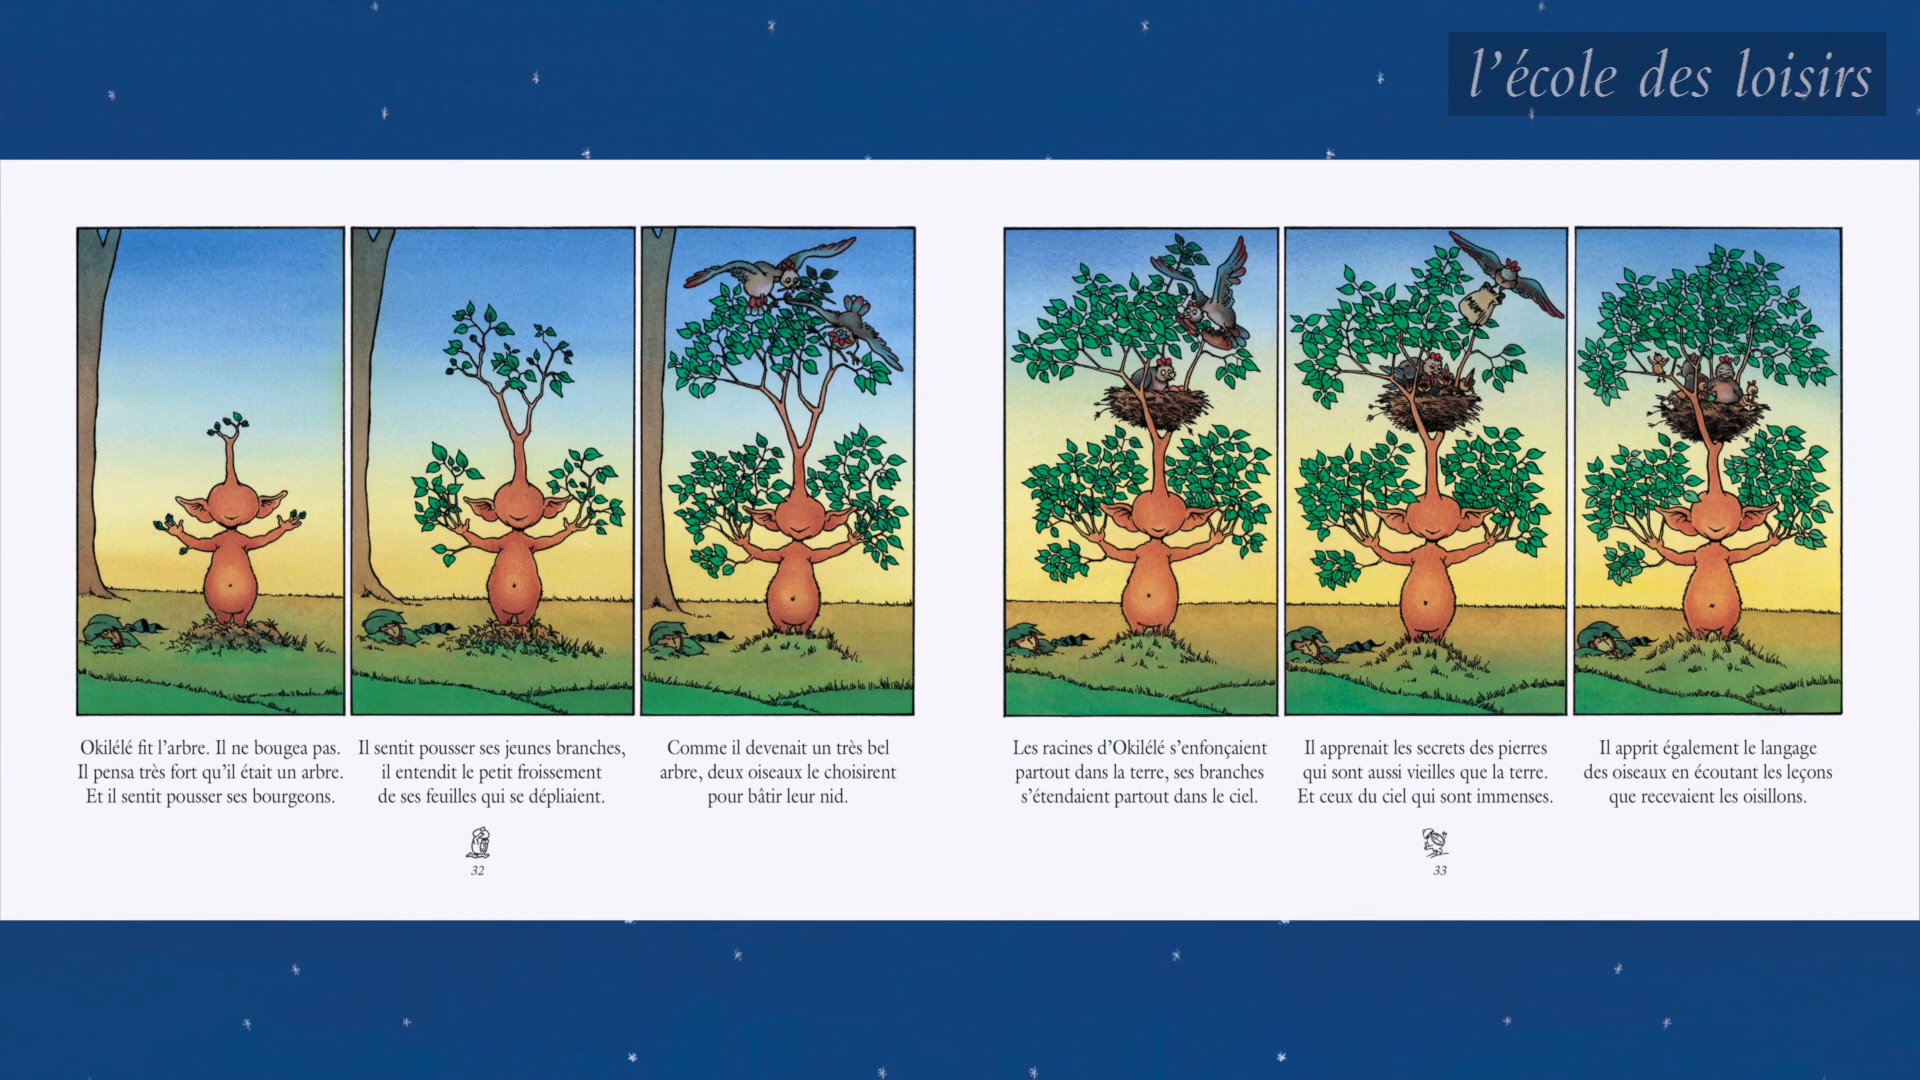 l'école des loisirs
Okilélé fit l'arbre. Il ne bougea pas.
Il pensa très fort qu'il était un arbre.
Et il sentit pousser ses bourgeons.
Il sentit pousser ses jeunes branches,
il entendit le petit froissement
de ses feuilles qui se dépliaient.
Comme il devenait un très bel
arbre, deux oiseaux le choisirent
pour bâtir leur nid.
32
Les racines d'Okilélé s'enfonçaient
partout dans la terre, ses branches
s'étendaient partout dans le ciel.
Il apprenait les secrets des pierres
qui sont aussi vieilles que la terre.
Et ceux du ciel qui sont immenses.
Il apprit également le langage
des oiseaux en écoutant les leçons
que recevaient les oisillons.
33